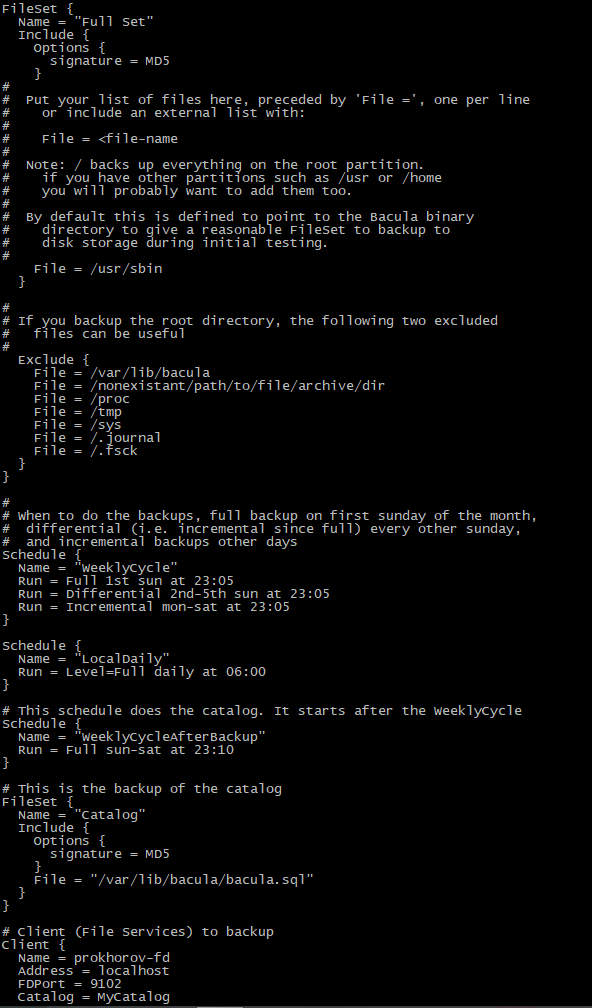 FileSet {
  Name = "Full Set"
  Include {
    Options {
      signature = MD5
    }
#
#  Put your list of files here, preceded by 'File =', one per line
#    or include an external list with:
#
#    File = <file-name
#
#  Note: / backs up everything on the root partition.
#    if you have other partitions such as /usr or /home
#    you will probably want to add them too.
#
#  By default this is defined to point to the Bacula binary
#    directory to give a reasonable FileSet to backup to
#    disk storage during initial testing.
#
    File = /usr/sbin
  }

#
# If you backup the root directory, the following two excluded
#   files can be useful
#
  Exclude {
    File = /var/lib/bacula
    File = /nonexistant/path/to/file/archive/dir
    File = /proc
    File = /tmp
    File = /sys
    File = /.journal
    File = /.fsck
  }
}

#
# When to do the backups, full backup on first sunday of the month,
#  differential (i.e. incremental since full) every other sunday,
#  and incremental backups other days
Schedule {
  Name = "WeeklyCycle"
  Run = Full 1st sun at 23:05
  Run = Differential 2nd-5th sun at 23:05
  Run = Incremental mon-sat at 23:05
}

Schedule {
  Name = "LocalDaily"
  Run = Level=Full daily at 06:00
}

# This schedule does the catalog. It starts after the WeeklyCycle
Schedule {
  Name = "WeeklyCycleAfterBackup"
  Run = Full sun-sat at 23:10
}

# This is the backup of the catalog
FileSet {
  Name = "Catalog"
  Include {
    Options {
      signature = MD5
    }
    File = "/var/lib/bacula/bacula.sql"
  }
}

# Client (File Services) to backup
Client {
  Name = prokhorov-fd
  Address = localhost
  FDPort = 9102
  Catalog = MyCatalog